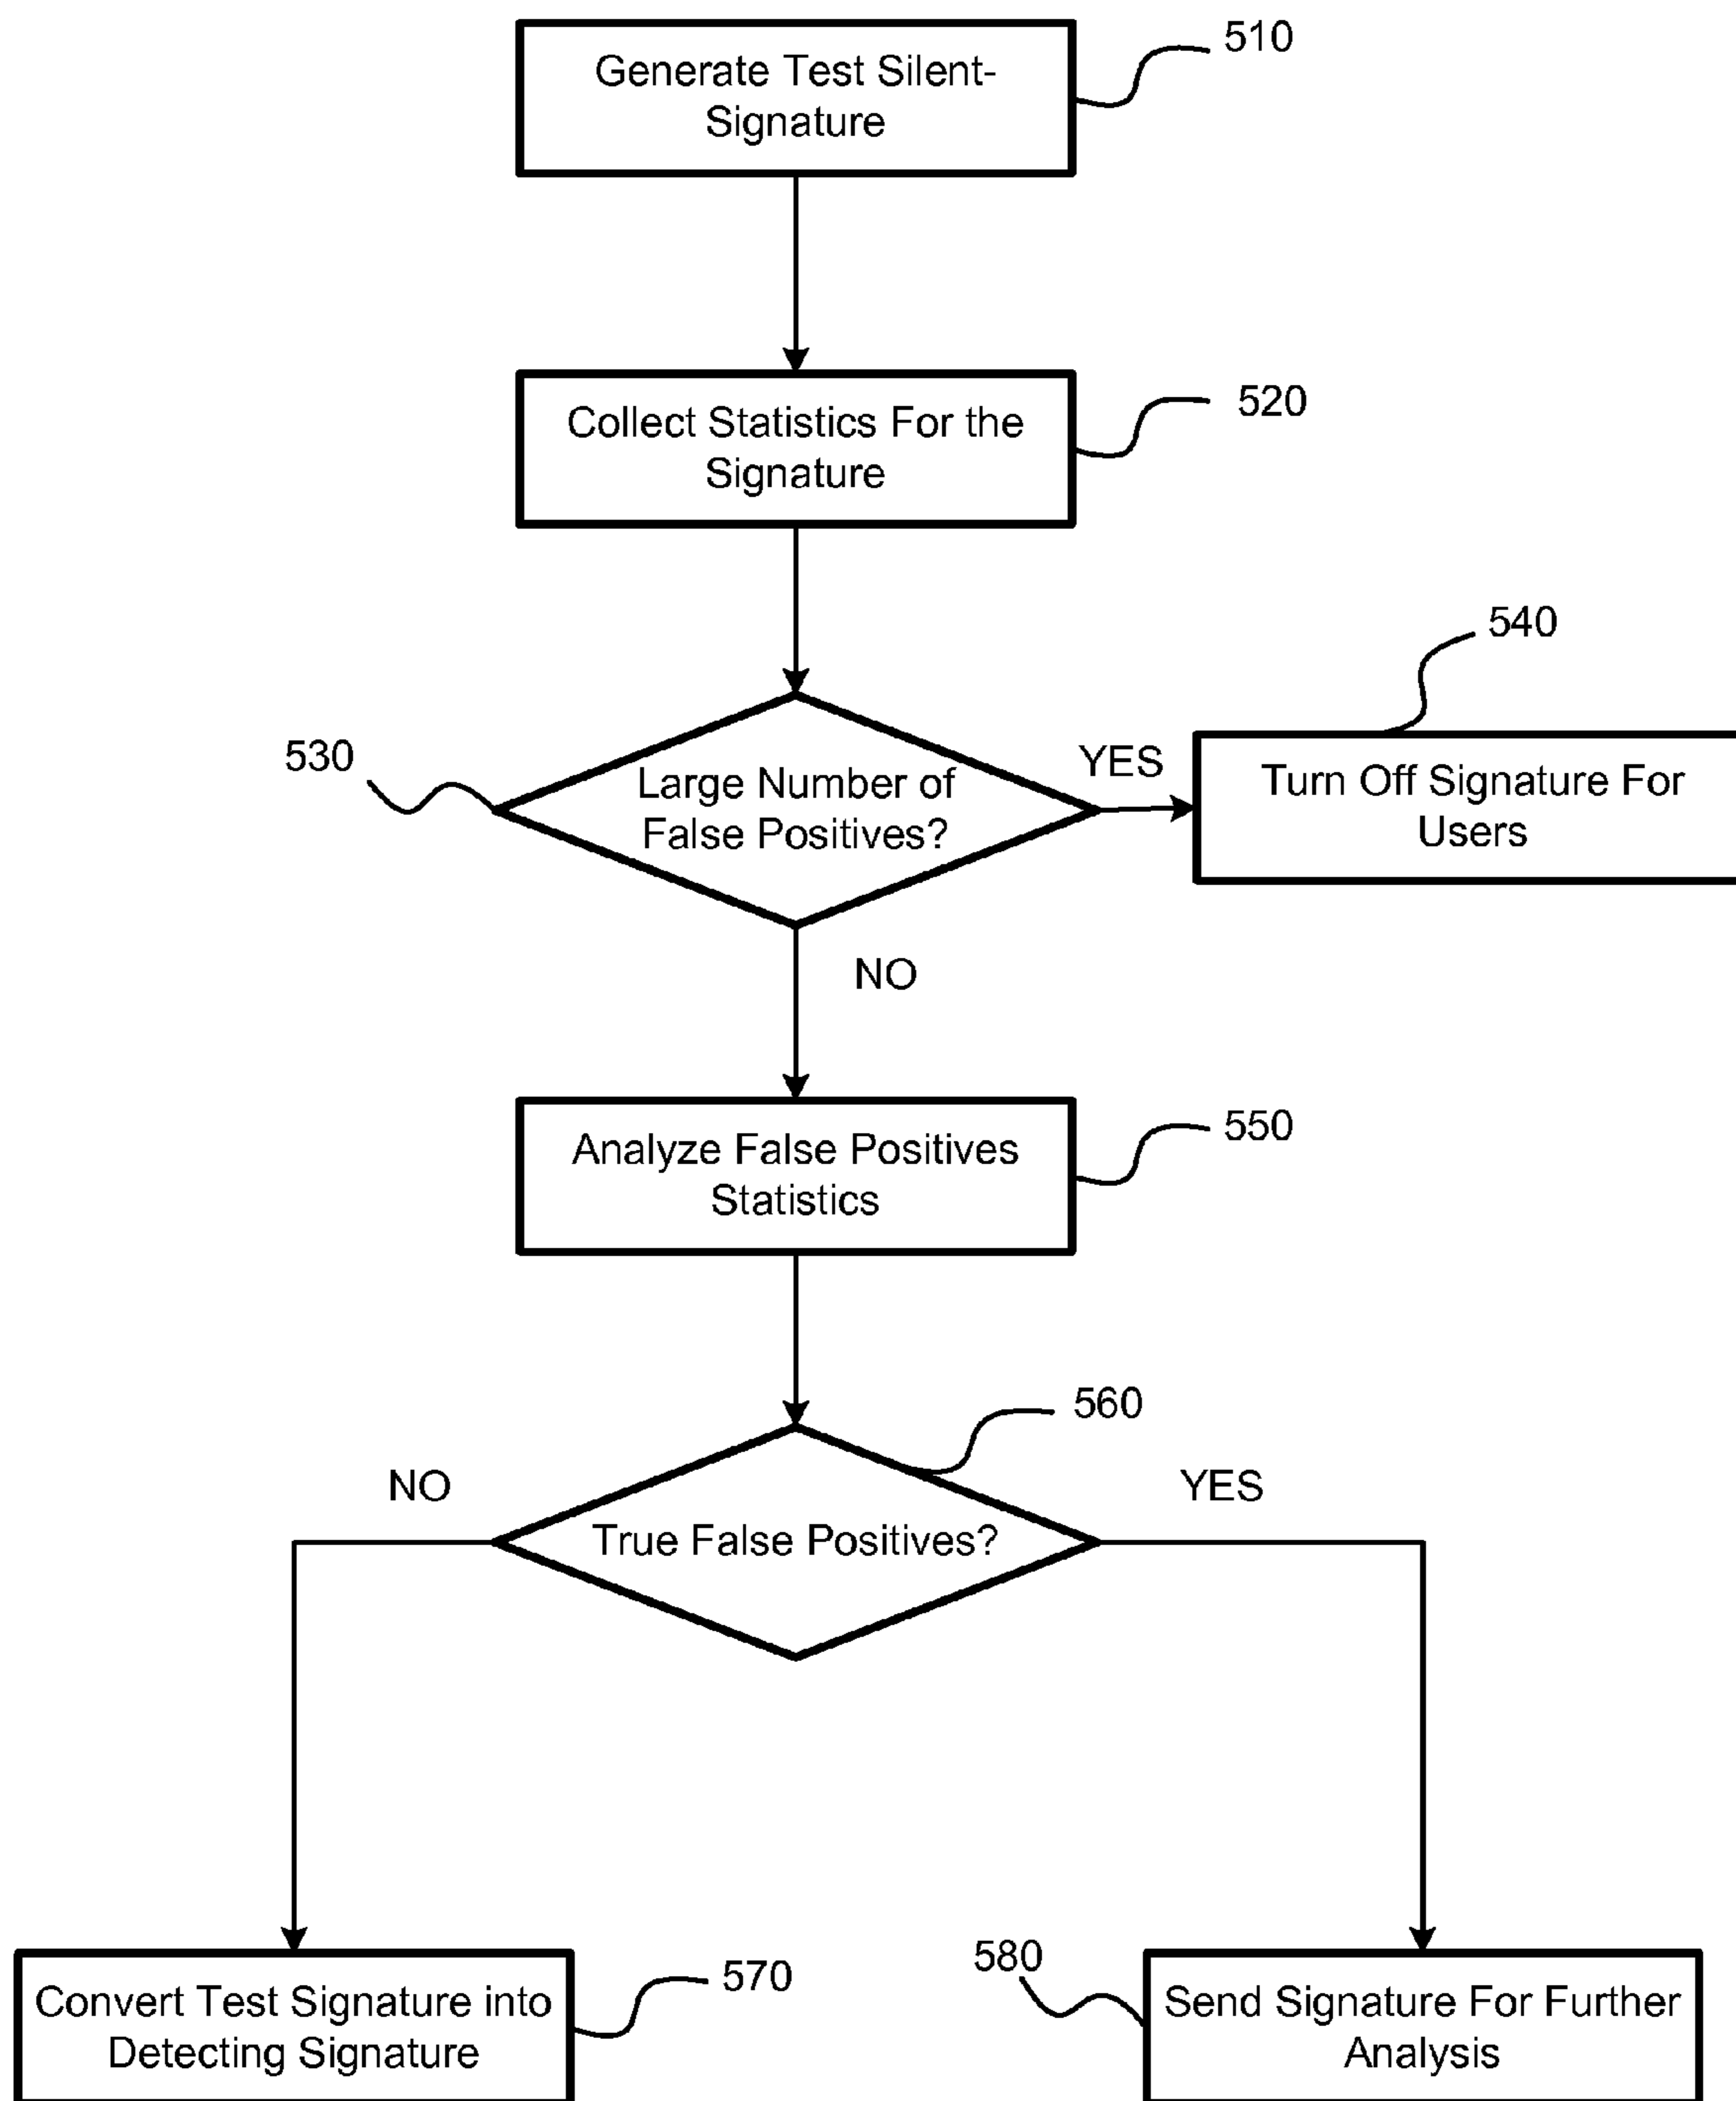 Generate Test Silent-
Signature
510
Collect Statistics For the
Signature
520
530
Large Number of
False Positives?
YES
540
Turn Off Signature For
Users
NO
Analyze False Positives
Statistics
550
560
NO
True False Positives?
YES
Convert Test Signature into
Detecting Signature
570
580
Send Signature For Further
Analysis